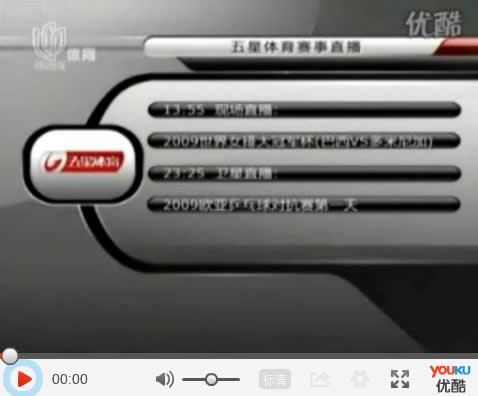 优酷
体育
五星体育赛事直播
13:55 现场直播:
2009世界女排大冠军杯(巴西VS多米尼加)
五星体育
23:25 卫星直播:
2009欧亚乒乓球对抗赛第一天
00:00
标清
YOUKU
优酷